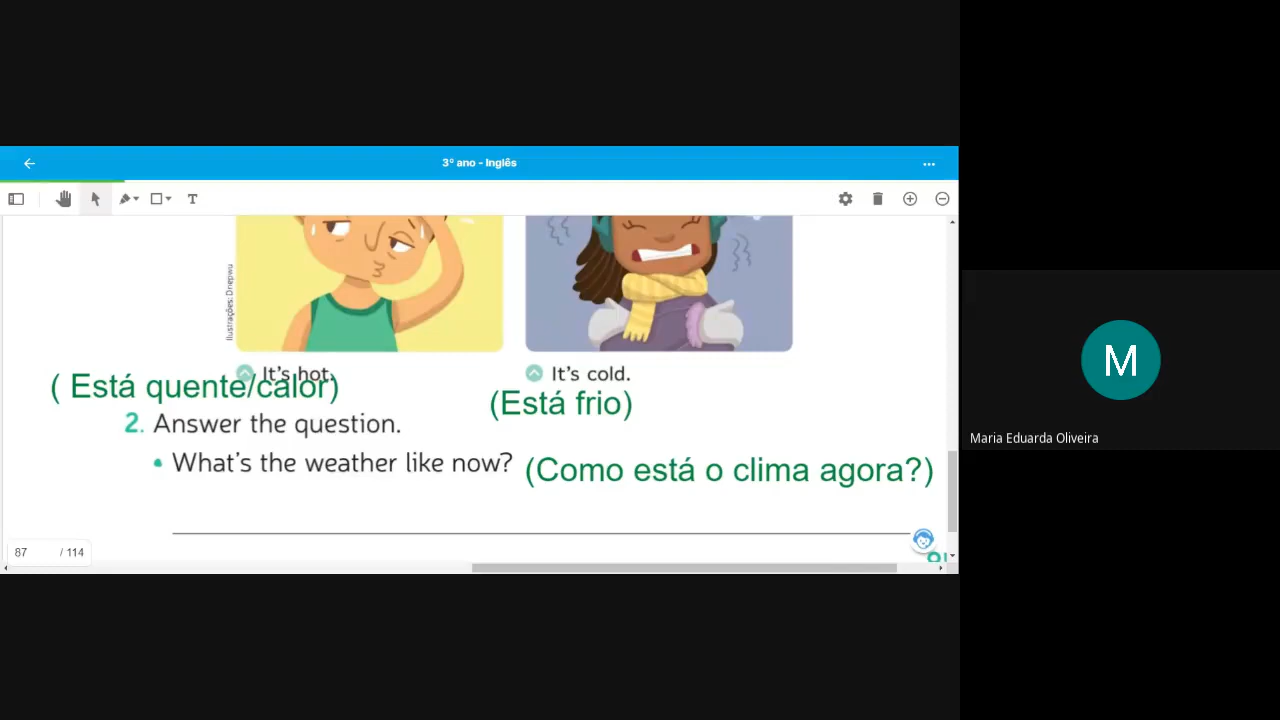 3º ano - Inglês
T
Ilustrações: Dnepwu
It's hot.
( Está quente/calor)
It's cold.
(Está frio)
2. Answer the question.
• What's the weather like now?
(Como está o clima agora?)
87 / 114
M
Maria Eduarda Oliveira